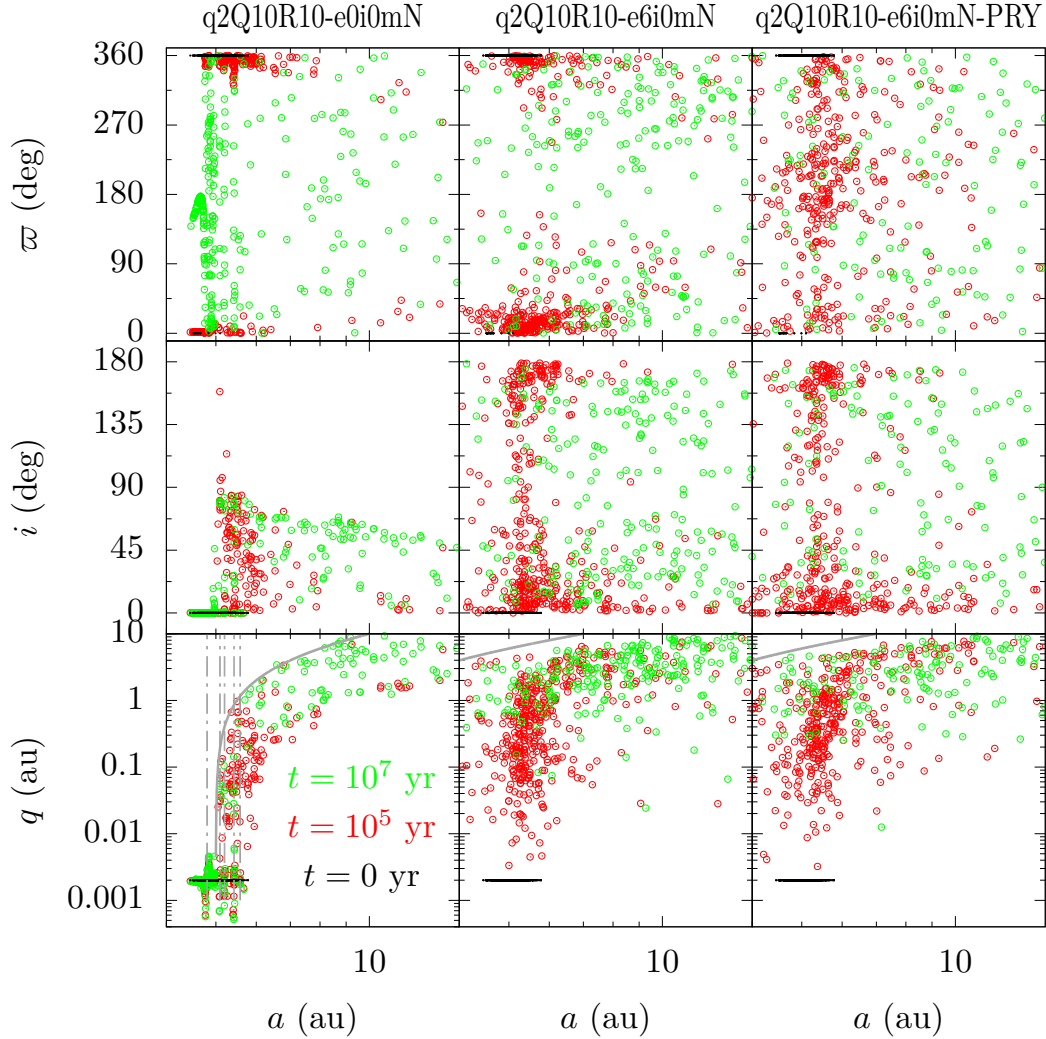 q2Q10R10-e0i0mN q2Q10R10-e6i0mN q2Q10R10-e6i0mN-PRY
360
270
180
90
0
ϖ (deg)
180
135
90
45
0
i (deg)
10
1
0.1
0.01
0.001
q (au)
t = 10⁷ yr
t = 10⁵ yr
t = 0 yr
10 10 10
a (au) a (au) a (au)